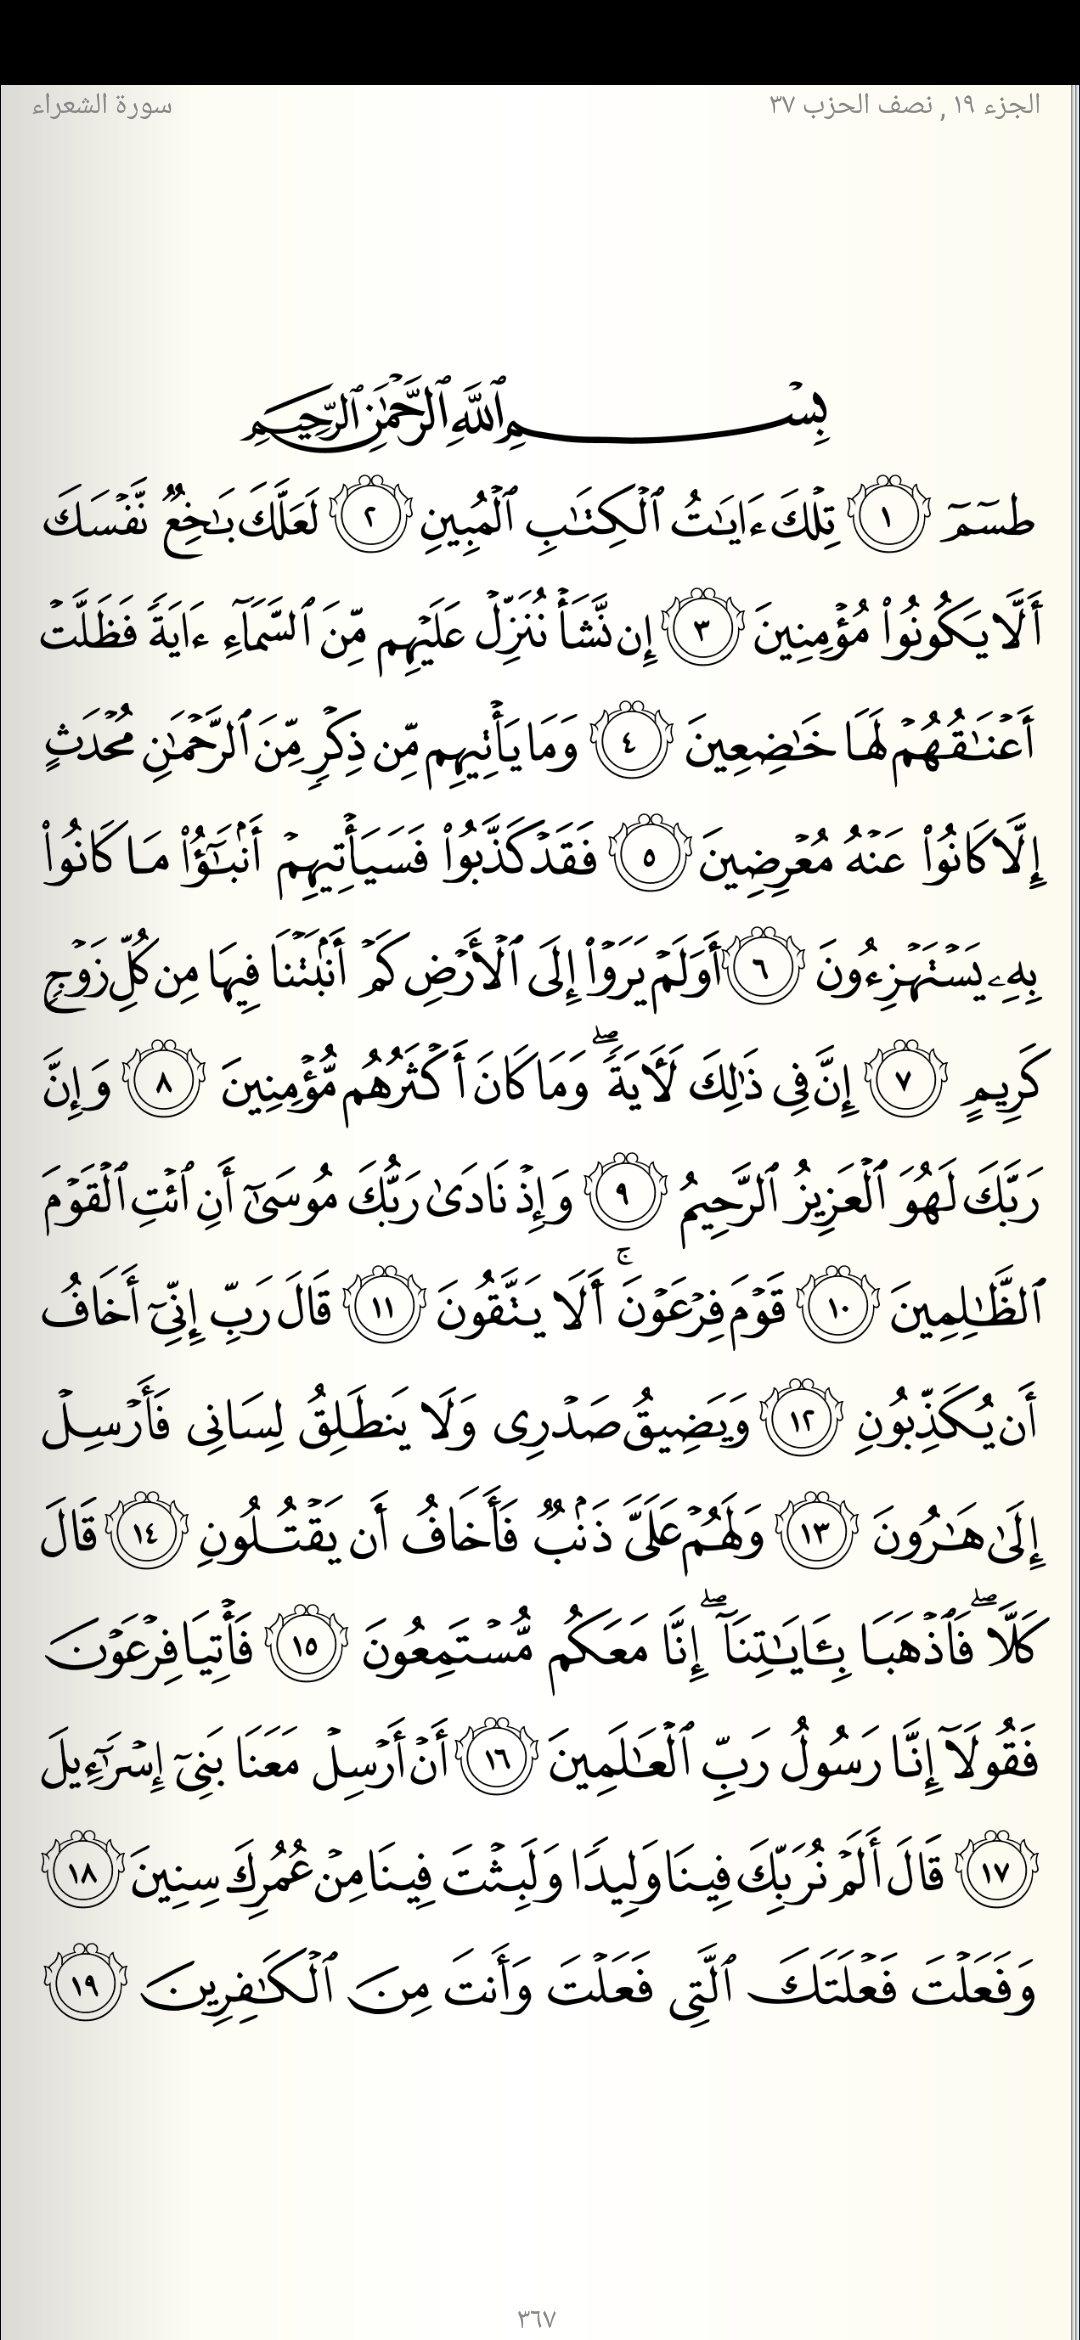 الجزء ١٩ , نصف الحزب ٣٧
سورة الشعراء
بِسْمِ ٱللَّهِ ٱلرَّحْمَٰنِ ٱلرَّحِيمِ
طسٓمٓ ١ تِلْكَ ءَايَٰتُ ٱلْكِتَٰبِ ٱلْمُبِينِ ٢ لَعَلَّكَ بَٰخِعٌ نَّفْسَكَ
أَلَّا يَكُونُوا۟ مُؤْمِنِينَ ٣ إِن نَّشَأْ نُنَزِّلْ عَلَيْهِم مِّنَ ٱلسَّمَآءِ ءَايَةً فَظَلَّتْ
أَعْنَٰقُهُمْ لَهَا خَٰضِعِينَ ٤ وَمَا يَأْتِيهِم مِّن ذِكْرٍ مِّنَ ٱلرَّحْمَٰنِ مُحْدَثٍ
إِلَّا كَانُوا۟ عَنْهُ مُعْرِضِينَ ٥ فَقَدْ كَذَّبُوا۟ فَسَيَأْتِيهِمْ أَنۢبَٰٓؤُا۟ مَا كَانُوا۟
بِهِۦ يَسْتَهْزِءُونَ ٦ أَوَلَمْ يَرَوْا۟ إِلَى ٱلْأَرْضِ كَمْ أَنۢبَتْنَا فِيهَا مِن كُلِّ زَوْجٍ
كَرِيمٍ ٧ إِنَّ فِى ذَٰلِكَ لَـَٔايَةً ۖ وَمَا كَانَ أَكْثَرُهُم مُّؤْمِنِينَ ٨ وَإِنَّ
رَبَّكَ لَهُوَ ٱلْعَزِيزُ ٱلرَّحِيمُ ٩ وَإِذْ نَادَىٰ رَبُّكَ مُوسَىٰٓ أَنِ ٱئْتِ ٱلْقَوْمَ
ٱلظَّٰلِمِينَ ١٠ قَوْمَ فِرْعَوْنَ ۚ أَلَا يَتَّقُونَ ١١ قَالَ رَبِّ إِنِّىٓ أَخَافُ
أَن يُكَذِّبُونِ ١٢ وَيَضِيقُ صَدْرِى وَلَا يَنطَلِقُ لِسَانِى فَأَرْسِلْ
إِلَىٰ هَٰرُونَ ١٣ وَلَهُمْ عَلَىَّ ذَنۢبٌ فَأَخَافُ أَن يَقْتُلُونِ ١٤ قَالَ
كَلَّا ۖ فَٱذْهَبَا بِـَٔايَٰتِنَآ ۖ إِنَّا مَعَكُم مُّسْتَمِعُونَ ١٥ فَأْتِيَا فِرْعَوْنَ
فَقُولَآ إِنَّا رَسُولُ رَبِّ ٱلْعَٰلَمِينَ ١٦ أَنْ أَرْسِلْ مَعَنَا بَنِىٓ إِسْرَٰٓءِيلَ
١٧ قَالَ أَلَمْ نُرَبِّكَ فِينَا وَلِيدًا وَلَبِثْتَ فِينَا مِنْ عُمُرِكَ سِنِينَ ١٨
وَفَعَلْتَ فَعْلَتَكَ ٱلَّتِى فَعَلْتَ وَأَنتَ مِنَ ٱلْكَٰفِرِينَ ١٩
٣٦٧